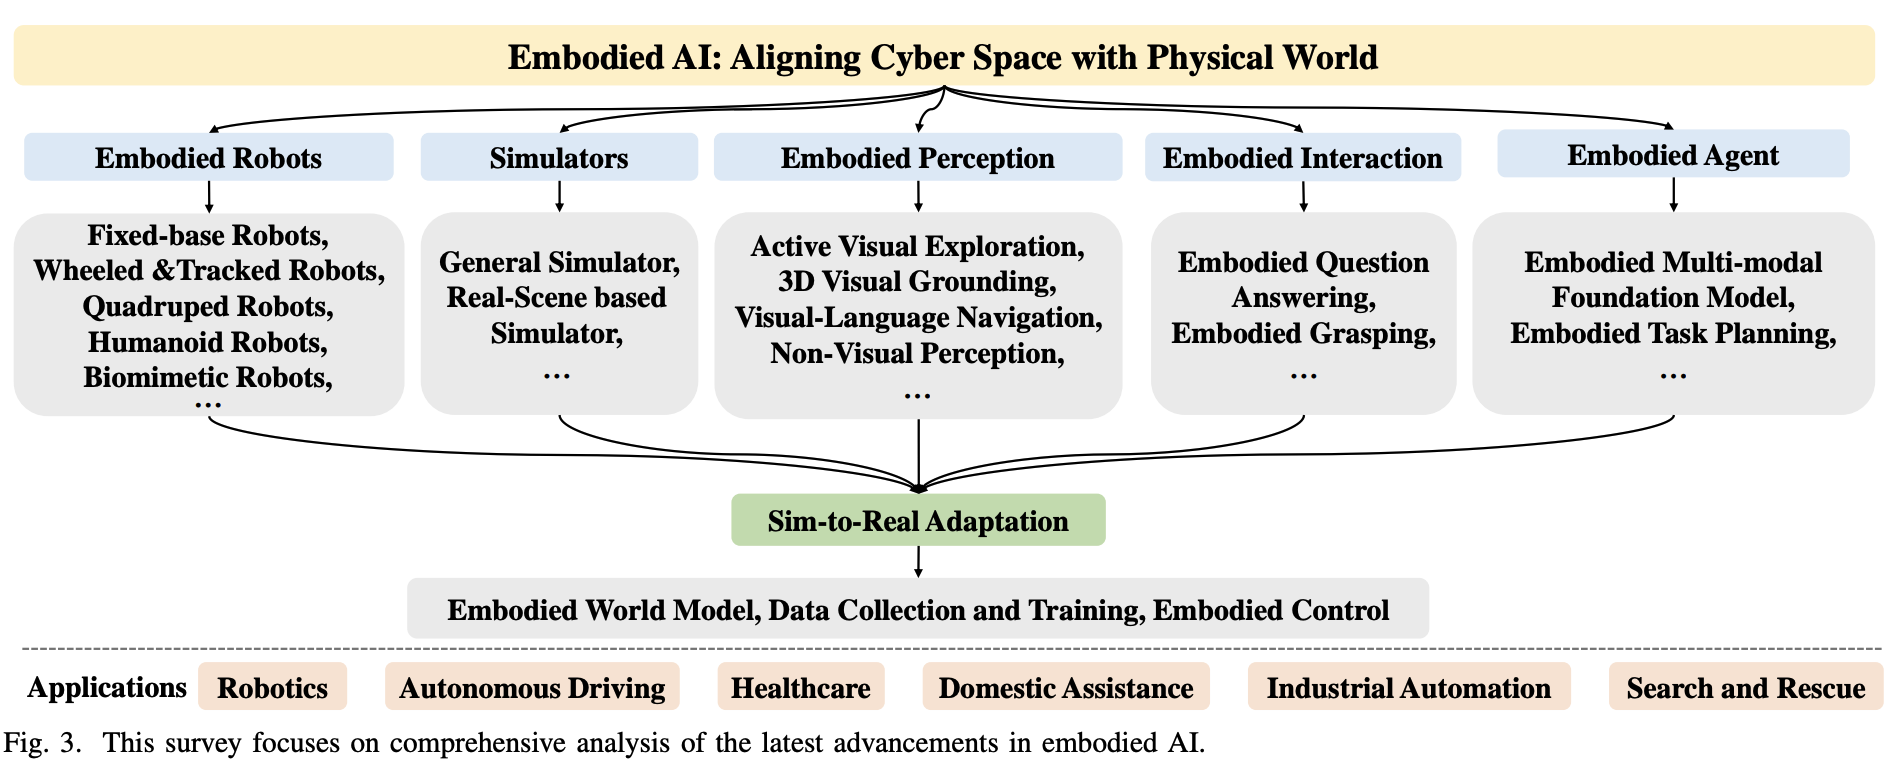 Embodied AI: Aligning Cyber Space with Physical World
Embodied Robots
Simulators
Embodied Perception
Embodied Interaction
Embodied Agent
Fixed-base Robots,
Wheeled &Tracked Robots,
Quadruped Robots,
Humanoid Robots,
Biomimetic Robots,
…
General Simulator,
Real-Scene based
Simulator,
…
Active Visual Exploration,
3D Visual Grounding,
Visual-Language Navigation,
Non-Visual Perception,
…
Embodied Question
Answering,
Embodied Grasping,
…
Embodied Multi-modal
Foundation Model,
Embodied Task Planning,
…
Sim-to-Real Adaptation
Embodied World Model, Data Collection and Training, Embodied Control
Applications
Robotics
Autonomous Driving
Healthcare
Domestic Assistance
Industrial Automation
Search and Rescue
Fig. 3. This survey focuses on comprehensive analysis of the latest advancements in embodied AI.